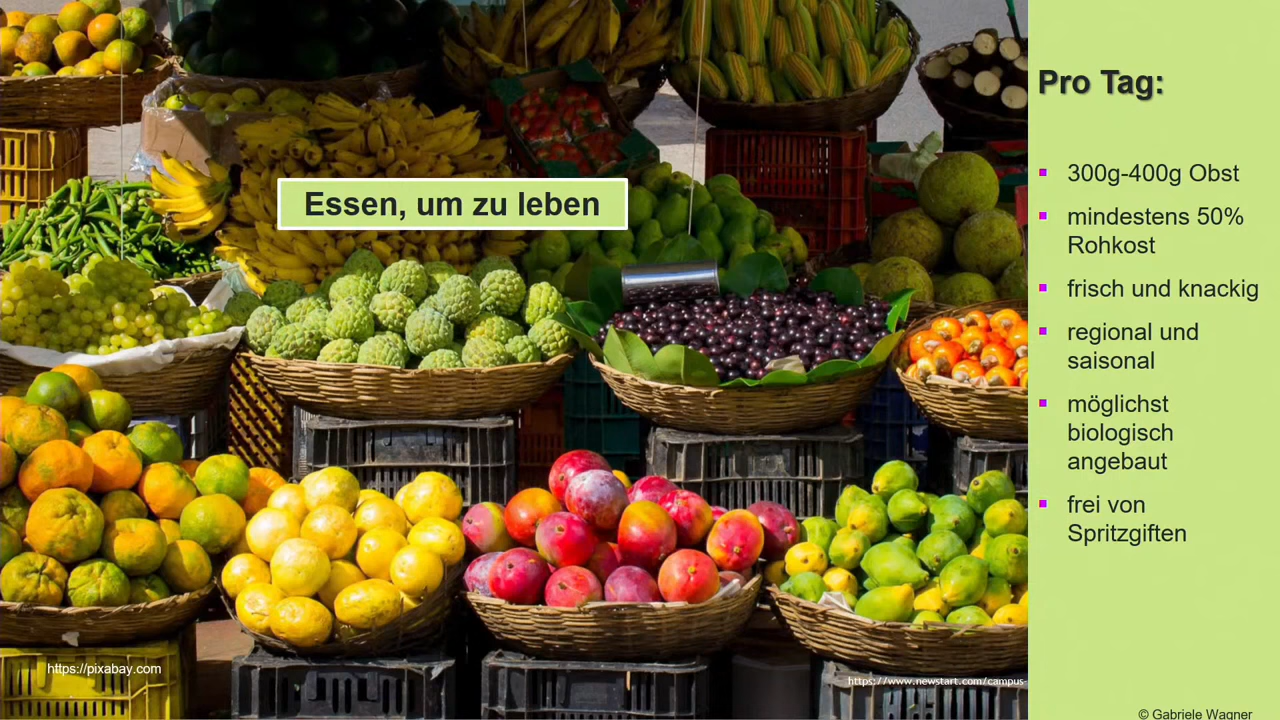 Essen, um zu leben
Pro Tag:
300g-400g Obst
mindestens 50%
Rohkost
frisch und knackig
regional und
saisonal
möglichst
biologisch
angebaut
frei von
Spritzgiften
https://pixabay.com
https://www.newstart.com/campus-
© Gabriele Wagner